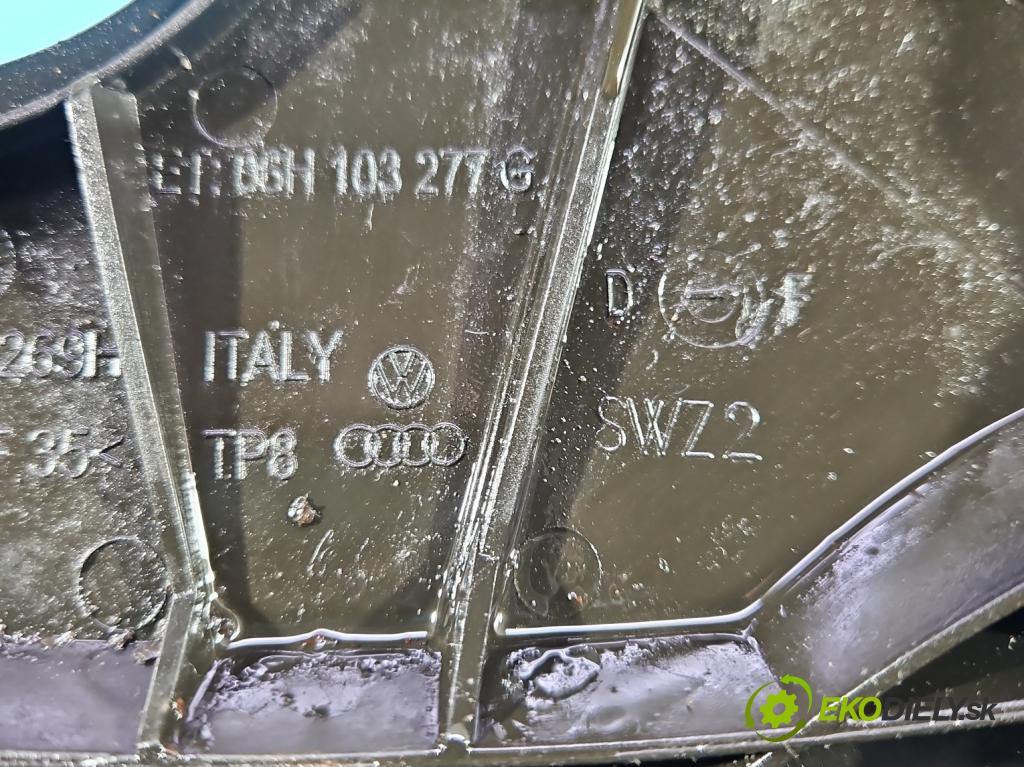 ET. 06H 103 277 G
D
269H
ITALY
35<
TP8
SWZ2
EKODIELY.SK